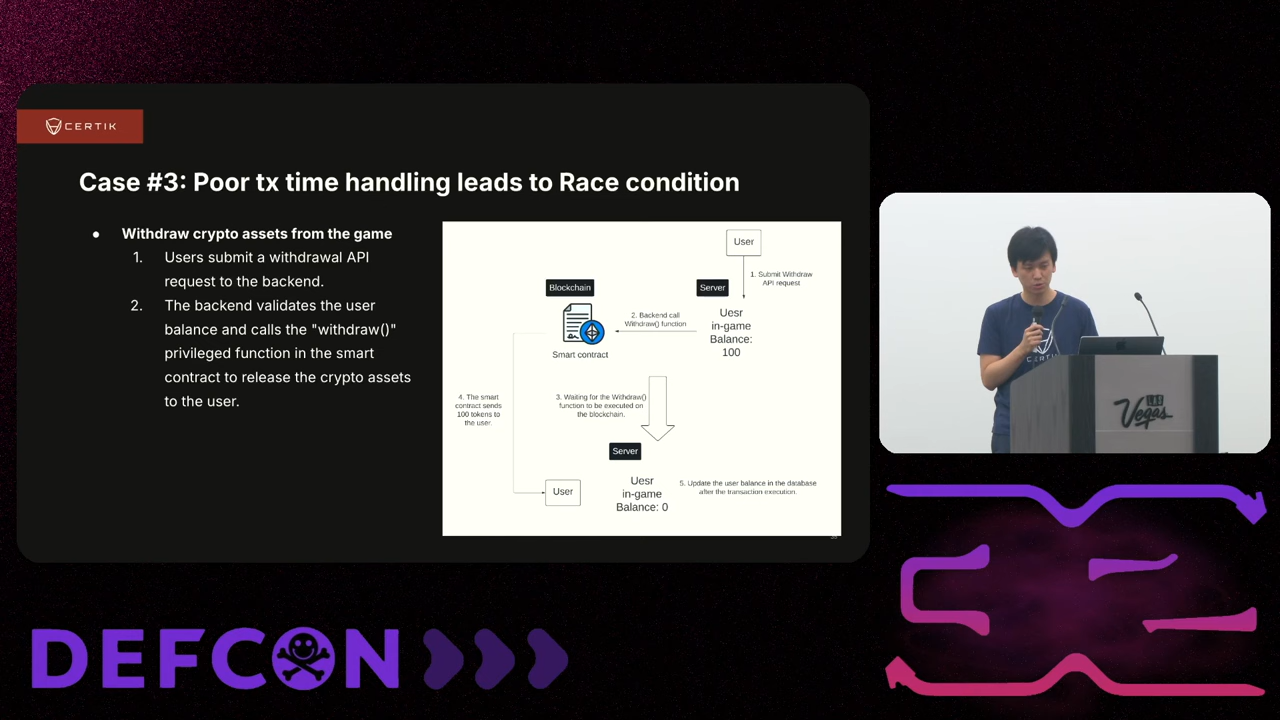 CERTIK
Case #3: Poor tx time handling leads to Race condition
● Withdraw crypto assets from the game
1. Users submit a withdrawal API
request to the backend.
2. The backend validates the user
balance and calls the "withdraw()"
privileged function in the smart
contract to release the crypto assets
to the user.
User
1. Submit Withdraw
API request
Blockchain
Server
2. Backend call
Withdraw() function
Uesr
in-game
Balance:
100
Smart contract
3. Waiting for the Withdraw()
function to be executed on
the blockchain.
4. The smart
contract sends
100 tokens to
the user.
Server
User
Uesr
in-game
Balance: 0
5. Update the user balance in the database
after the transaction execution.
CERTIK
LAS
Vegas
DEFCON